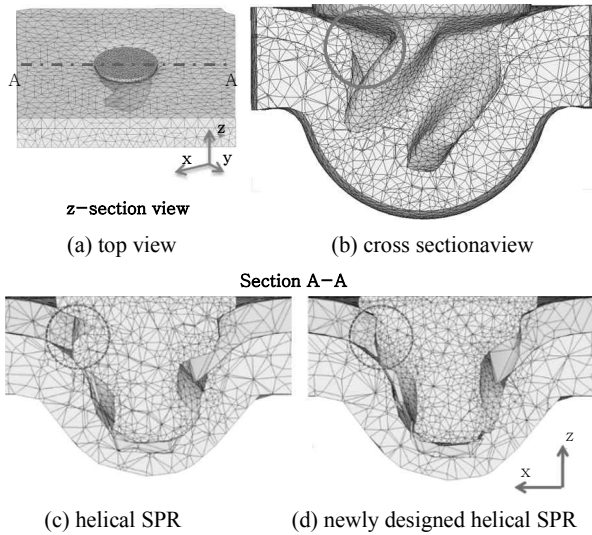 A
A
z
x
y
z-section view
(a) top view
(b) cross sectionaview
Section A-A
z
x
(c) helical SPR
(d) newly designed helical SPR